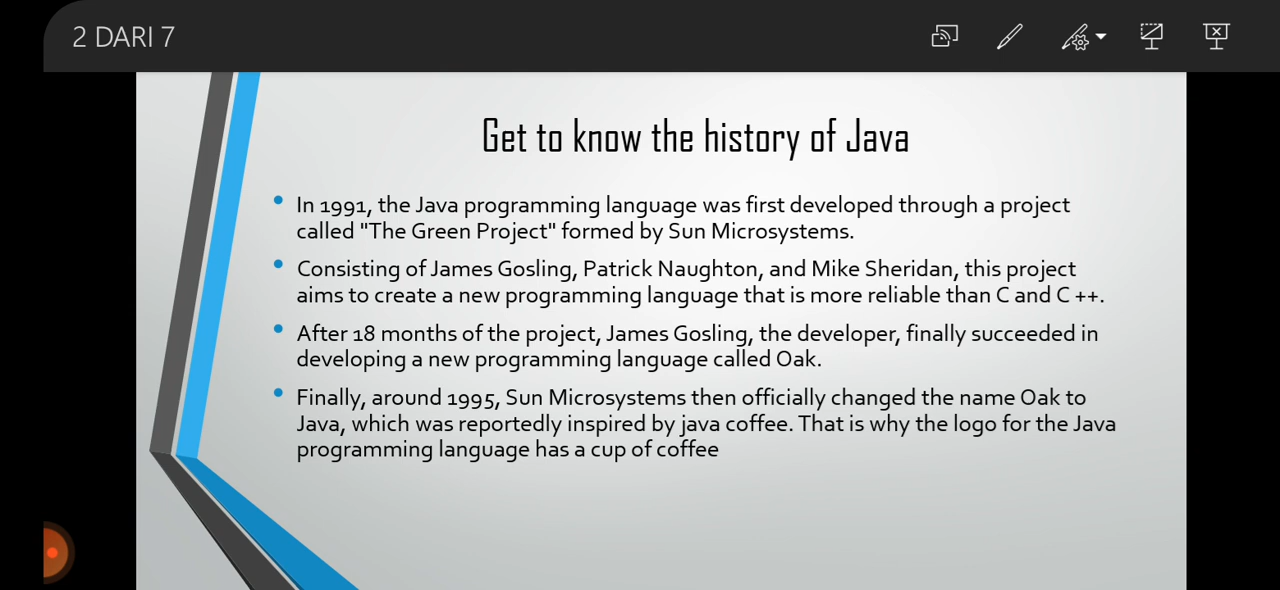 2 DARI 7
Get to know the history of Java
• In 1991, the Java programming language was first developed through a project
called "The Green Project" formed by Sun Microsystems.
• Consisting of James Gosling, Patrick Naughton, and Mike Sheridan, this project
aims to create a new programming language that is more reliable than C and C ++.
• After 18 months of the project, James Gosling, the developer, finally succeeded in
developing a new programming language called Oak.
• Finally, around 1995, Sun Microsystems then officially changed the name Oak to
Java, which was reportedly inspired by java coffee. That is why the logo for the Java
programming language has a cup of coffee